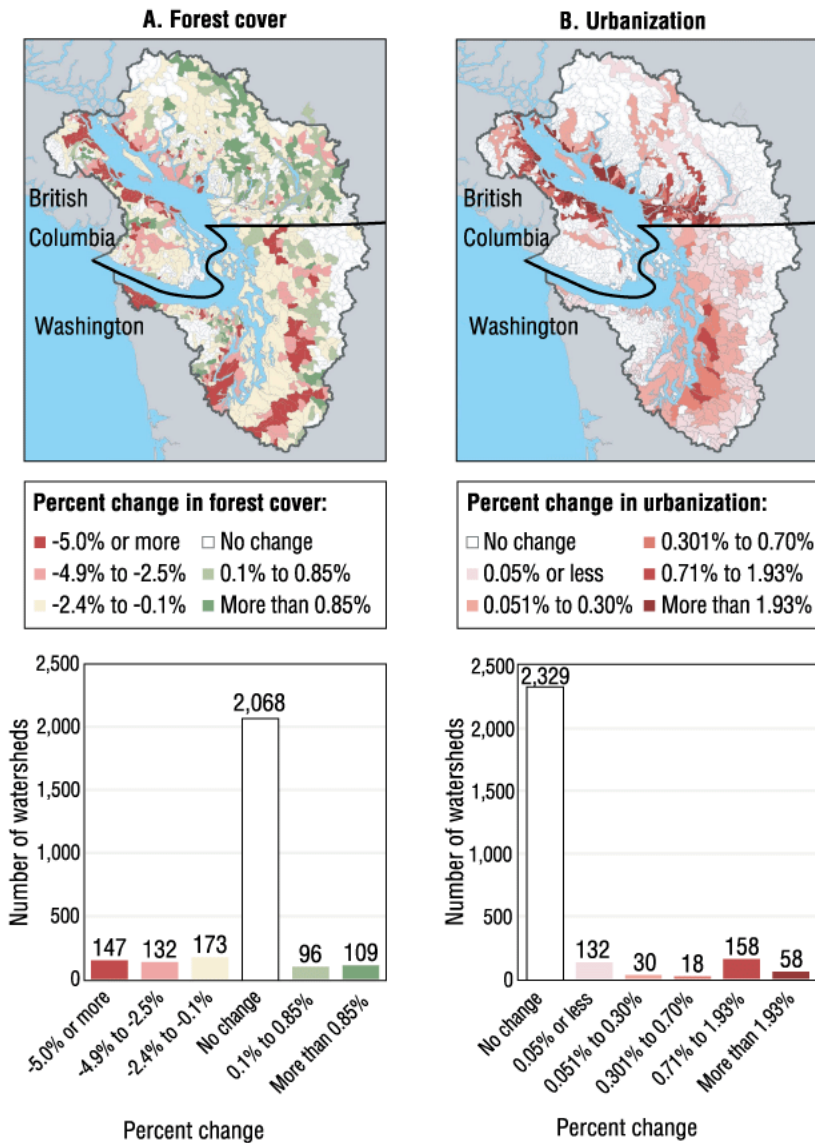 A. Forest cover
British
Columbia
Washington
Percent change in forest cover:
-5.0% or more
No change
-4.9% to -2.5%
0.1% to 0.85%
-2.4% to -0.1%
More than 0.85%
2,500
2,000
1,500
1,000
500
0
Number of watersheds
147
132
173
2,068
96
109
-5.0% or more
-4.9% to -2.5%
-2.4% to -0.1%
No change
0.1% to 0.85%
More than 0.85%
Percent change
B. Urbanization
British
Columbia
Washington
Percent change in urbanization:
No change
0.301% to 0.70%
0.05% or less
0.71% to 1.93%
0.051% to 0.30%
More than 1.93%
2,500
2,000
1,500
1,000
500
0
Number of watersheds
2,329
132
30
18
158
58
No change
0.05% or less
0.051% to 0.30%
0.301% to 0.70%
0.71% to 1.93%
More than 1.93%
Percent change